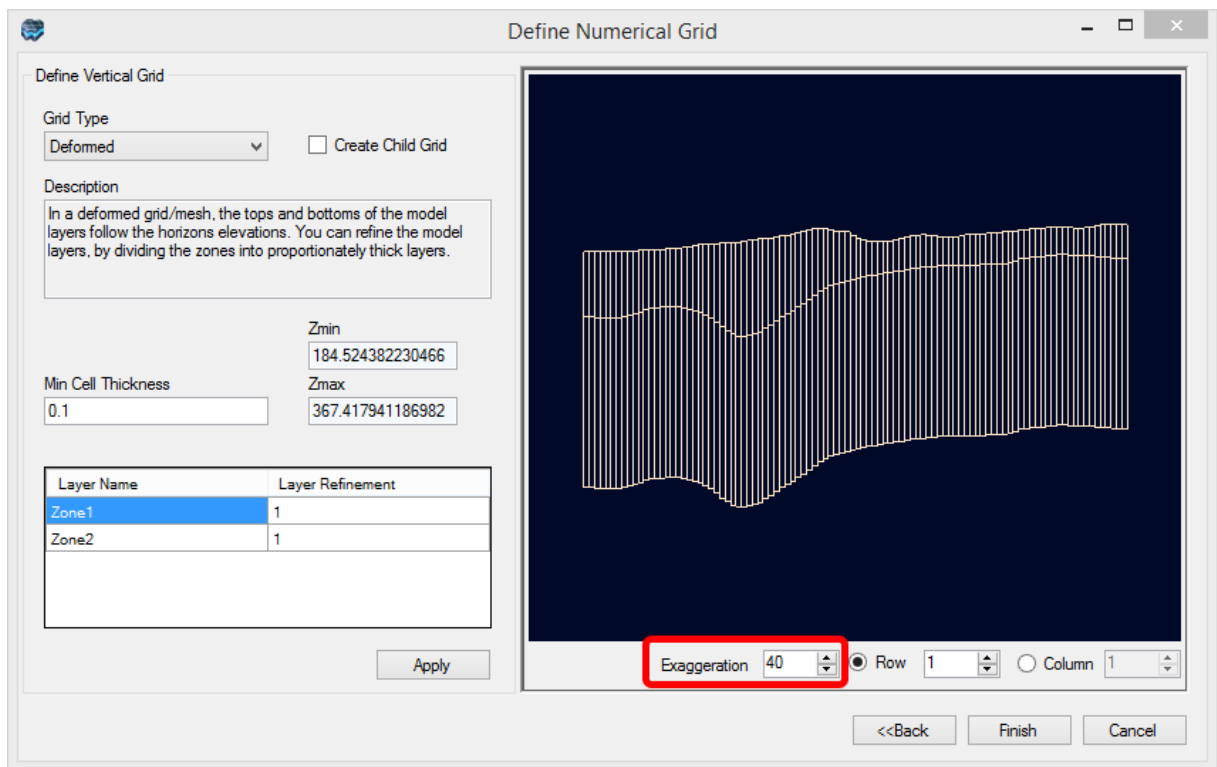 Define Numerical Grid
Define Vertical Grid
Grid Type
Deformed
Create Child Grid
Description
In a deformed grid/mesh, the tops and bottoms of the model
layers follow the horizons elevations. You can refine the model
layers, by dividing the zones into proportionately thick layers.
Zmin
184.524382230466
Min Cell Thickness
Zmax
0.1
367.417941186982
Layer Name
Layer Refinement
Zone1
1
Zone2
1
Apply
Exaggeration
40
Row
1
Column
1
<<Back
Finish
Cancel